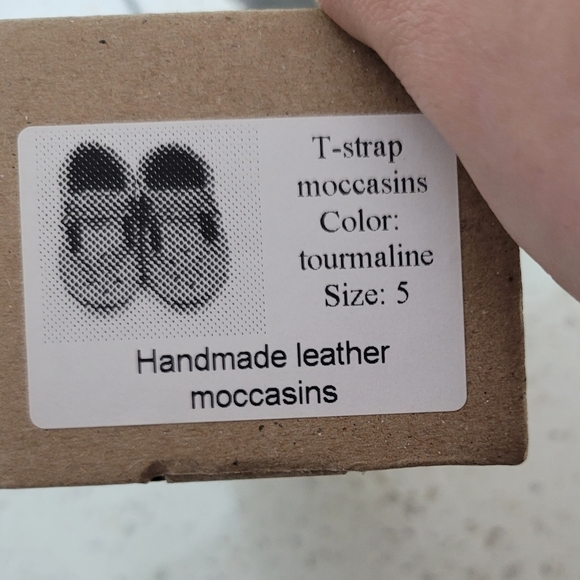 T-strap
moccasins
Color:
tourmaline
Size: 5
Handmade leather
moccasins